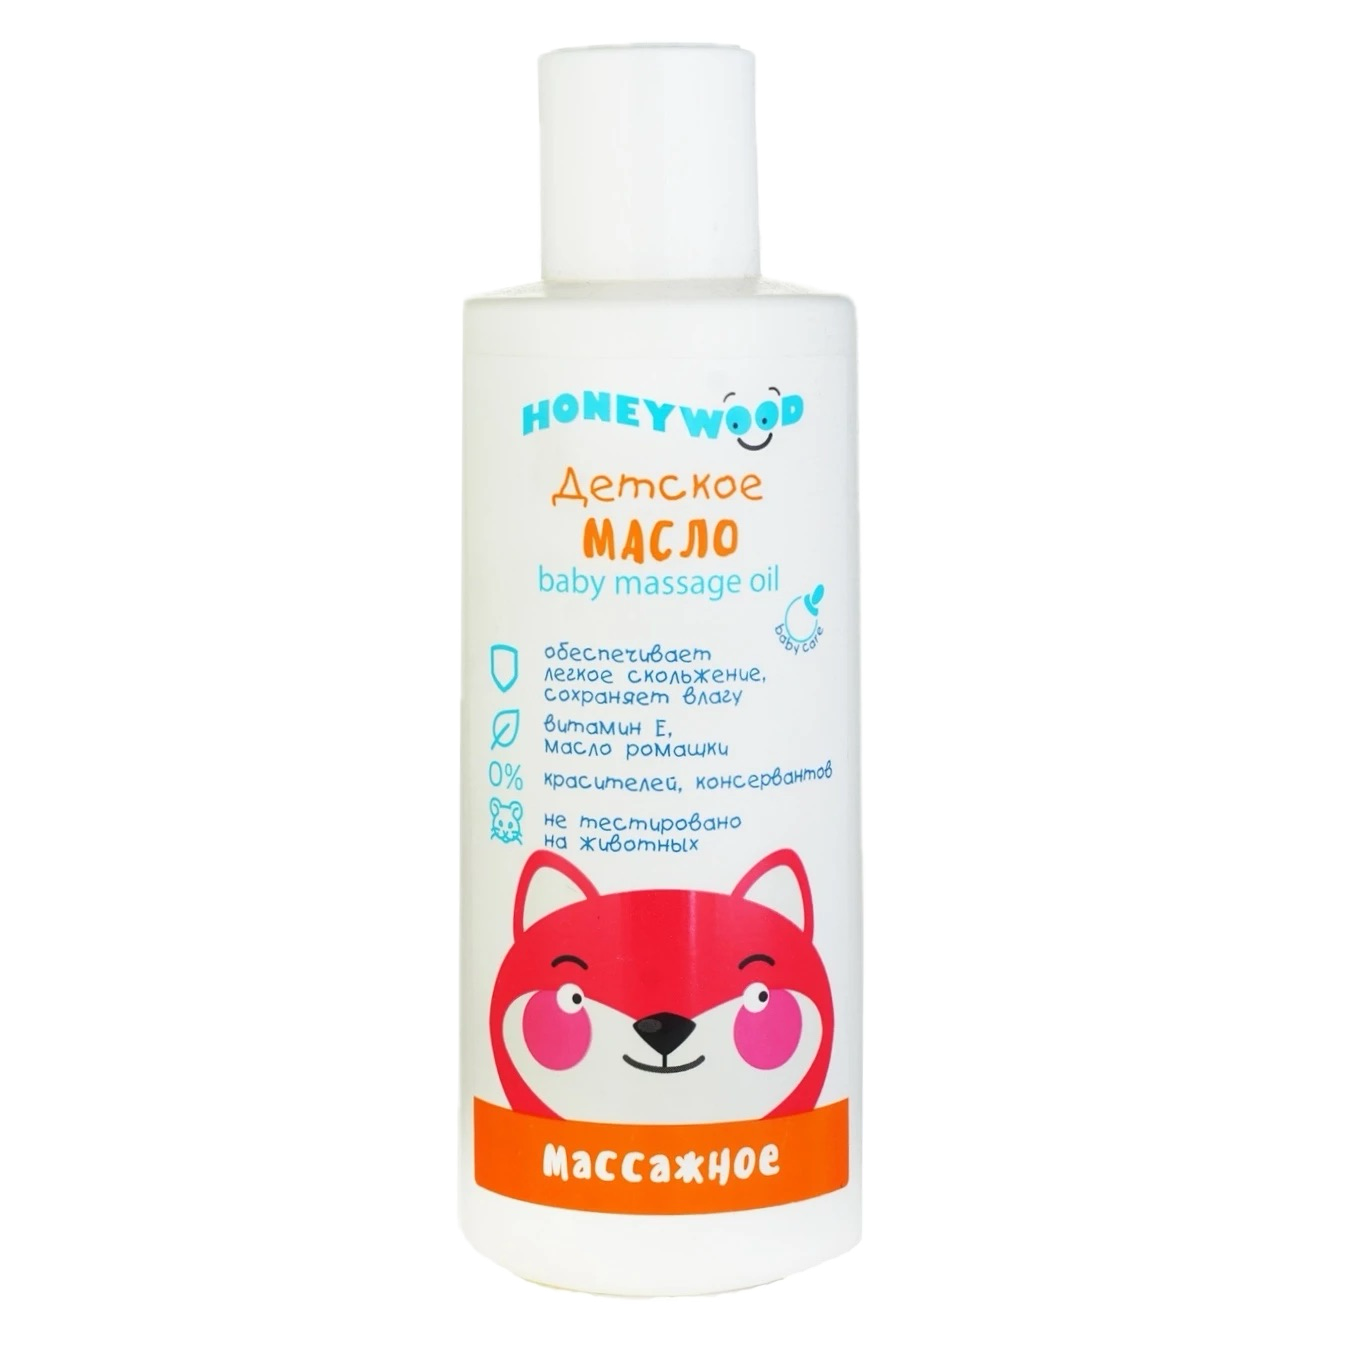 HONEYWOOD
Детское
МАСЛО
baby massage oil
baby care
обеспечивает
легкое скольжение,
сохраняет влагу
витамин Е,
масло ромашки
0% красителей, консервантов
не тестировано
на животных
массажное